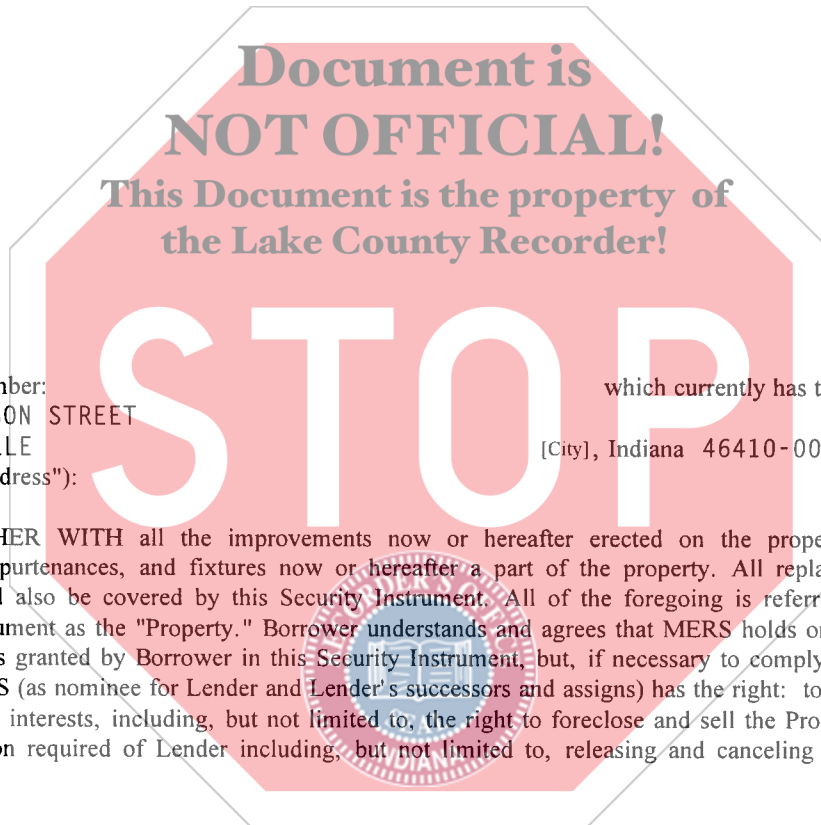 Document is
NOT OFFICIAL!
This Document is the property of
the Lake County Recorder!
STOP
nber: which currently has t
ON STREET
LLE [City], Indiana 46410-00
dress"):
HER WITH all the improvements now or hereafter erected on the prope
purtenances, and fixtures now or hereafter a part of the property. All repla
l also be covered by this Security Instrument. All of the foregoing is referr
ument as the "Property." Borrower understands and agrees that MERS holds on
s granted by Borrower in this Security Instrument, but, if necessary to comply
S (as nominee for Lender and Lender's successors and assigns) has the right: to
interests, including, but not limited to, the right to foreclose and sell the Pro
on required of Lender including, but not limited to, releasing and canceling
INDIANA